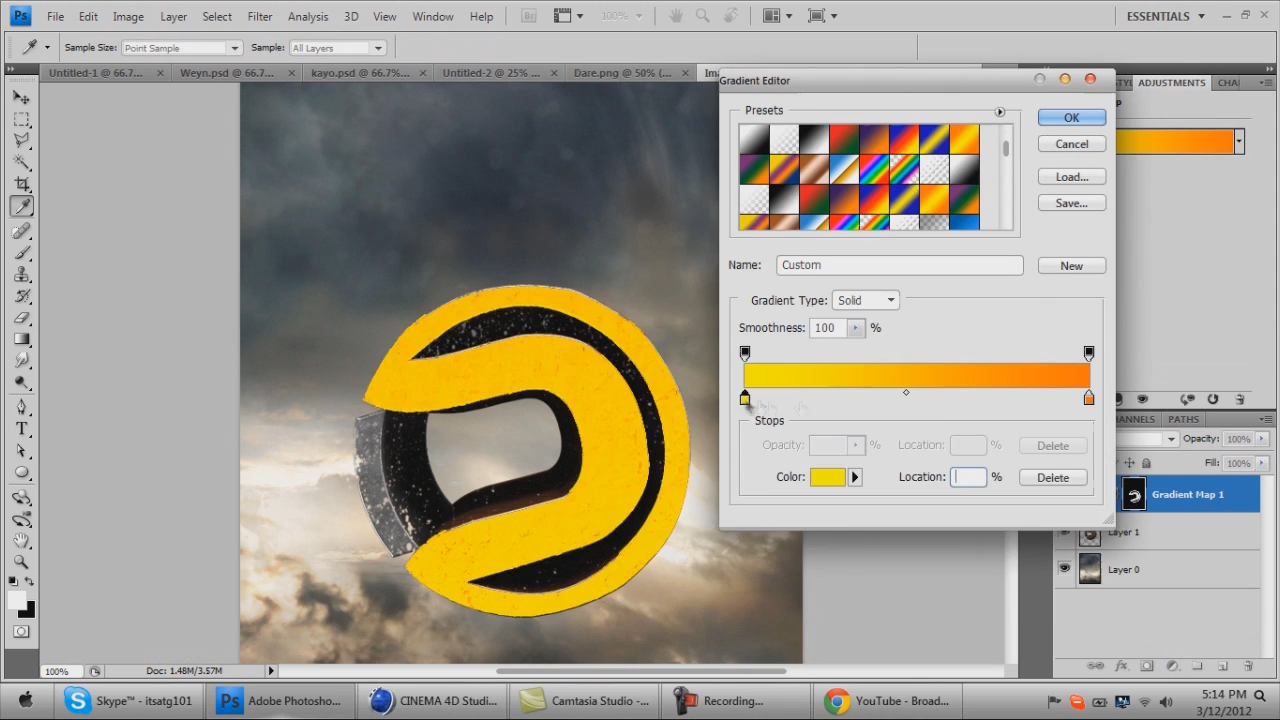 Ps File Edit Image Layer Select Filter Analysis 3D View Window Help Br 100% ESSENTIALS
Sample Size: Point Sample Sample: All Layers
Untitled-1 @ 66.7... Weyn.psd @ 66.7... kayo.psd @ 66.7%... Untitled-2 @ 25% ... Dare.png @ 50% (... Im
Gradient Editor
ADJUSTMENTS CHA
Presets
OK
Cancel
Load...
Save...
Name: Custom New
Gradient Type: Solid
Smoothness: 100 %
Stops
Opacity: % Location: % Delete
Color: Location: % Delete
HANNELS PATHS
Opacity: 100%
Fill: 100%
Gradient Map 1
Layer 1
Layer 0
100% Doc: 1.48M/3.57M
Skype™ - itsatg101 Ps Adobe Photosho... CINEMA 4D Studi... Camtasia Studio -... Recording... YouTube - Broad...
5:14 PM
3/12/2012